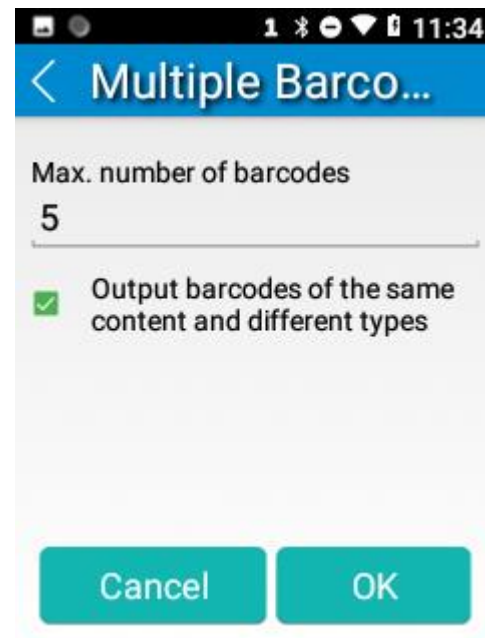 1 11:34
Multiple Barco...
Max. number of barcodes
5
Output barcodes of the same
content and different types
Cancel OK